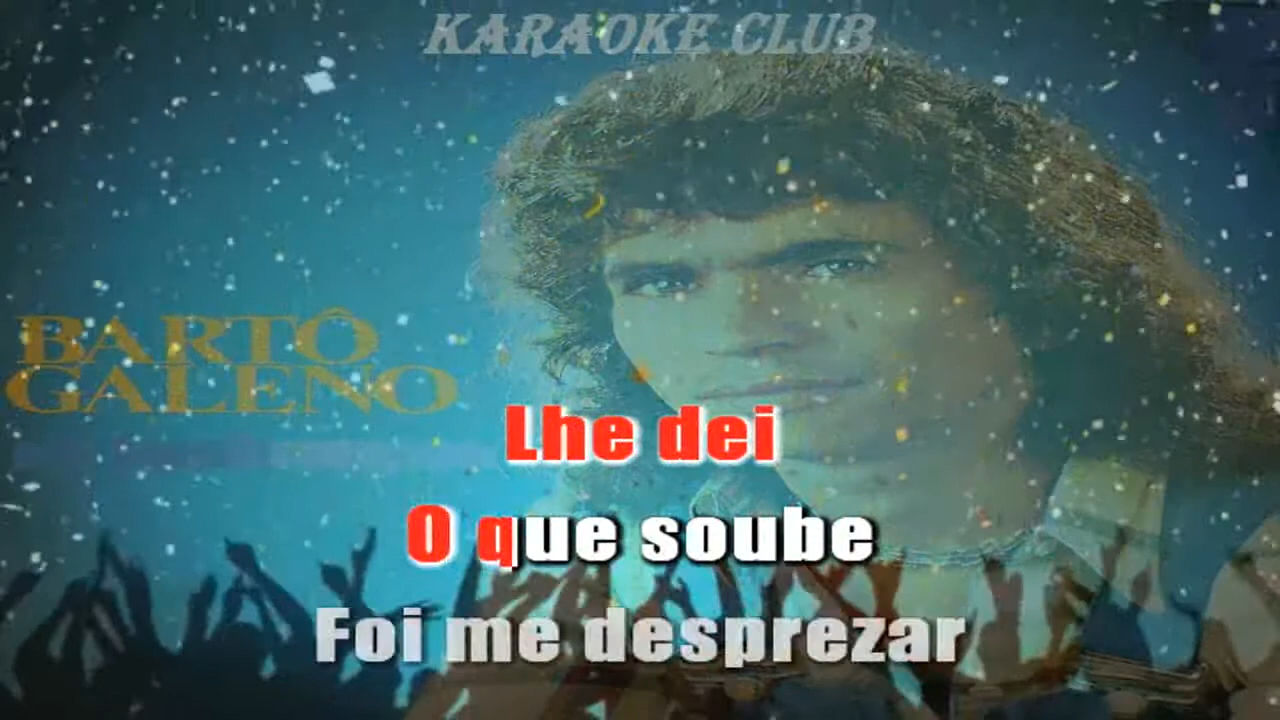 KARAOKE CLUB
BARTÔ
GALENO
Lhe dei
O que soube
Foi me desprezar